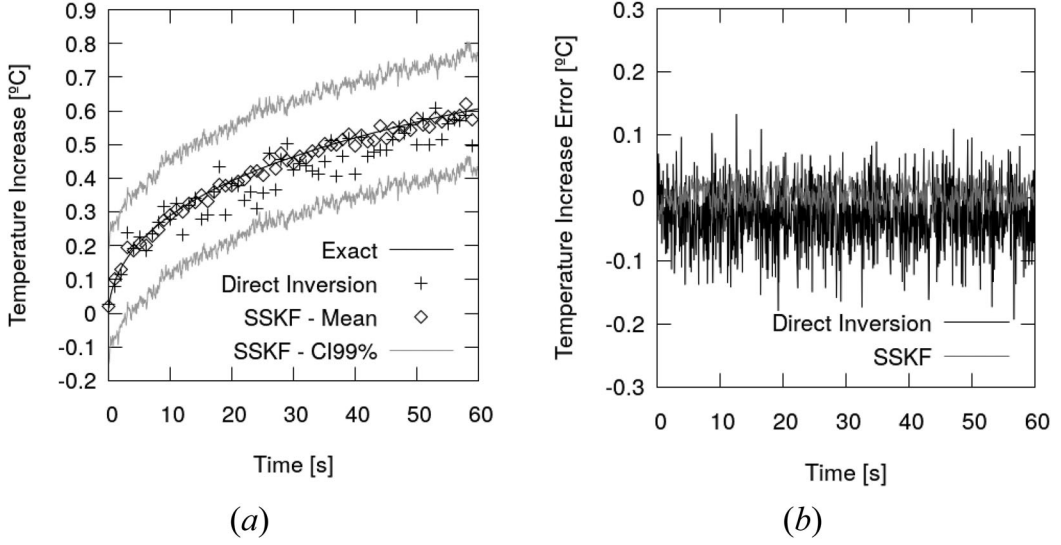 Temperature Increase [ºC]
0.9
0.8
0.7
0.6
0.5
0.4
0.3
0.2
0.1
0
-0.1
-0.2
Exact
Direct Inversion
SSKF - Mean
SSKF - CI99%
0 10 20 30 40 50 60
Time [s]
(a)
Temperature Increase Error [ºC]
0.3
0.2
0.1
0
-0.1
-0.2
-0.3
Direct Inversion
SSKF
0 10 20 30 40 50 60
Time [s]
(b)